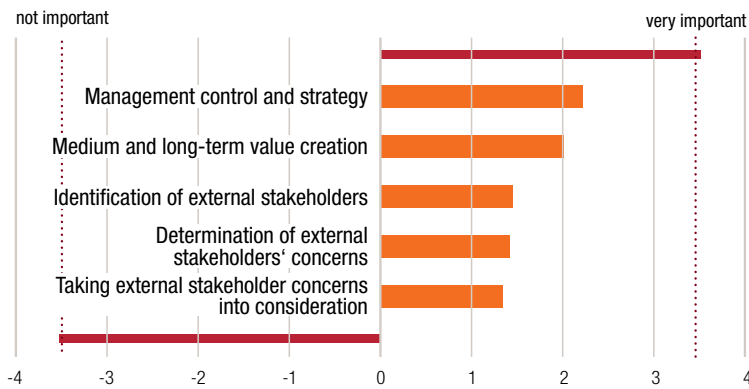 not important
very important
Management control and strategy
Medium and long-term value creation
Identification of external stakeholders
Determination of external
stakeholders‘ concerns
Taking external stakeholder concerns
into consideration
-4 -3 -2 -1 0 1 2 3 4